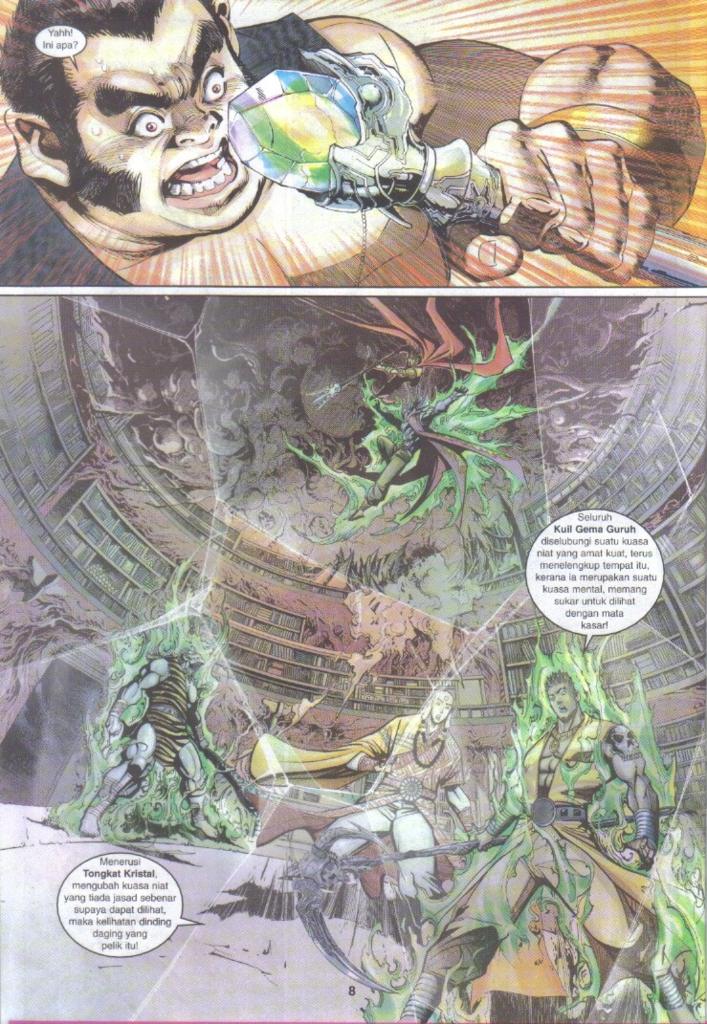 Yahh!
Ini apa?
Seluruh
Kuil Gema Guruh
diselubungi suatu kuasa
niat yang amat kuat, terus
menelengkup tempat itu,
kerana ia merupakan suatu
kuasa mental, memang
sukar untuk dilihat
dengan mata
kasar!
Menerusi
Tongkat Kristal,
mengubah kuasa niat
yang tiada jasad sebenar
supaya dapat dilihat,
maka kelihatan dinding
daging yang
pelik itu!
8